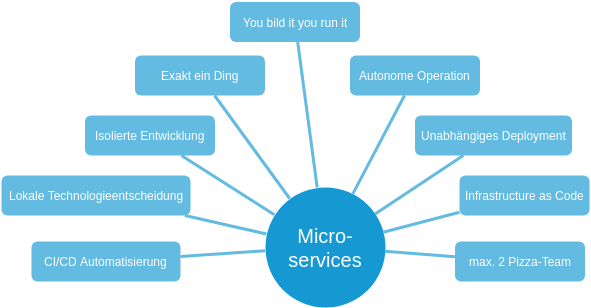 You bild it you run it
Exakt ein Ding
Autonome Operation
Isolierte Entwicklung
Unabhängiges Deployment
Lokale Technologieentscheidung
Infrastructure as Code
CI/CD Automatisierung
max. 2 Pizza-Team
Micro-
services